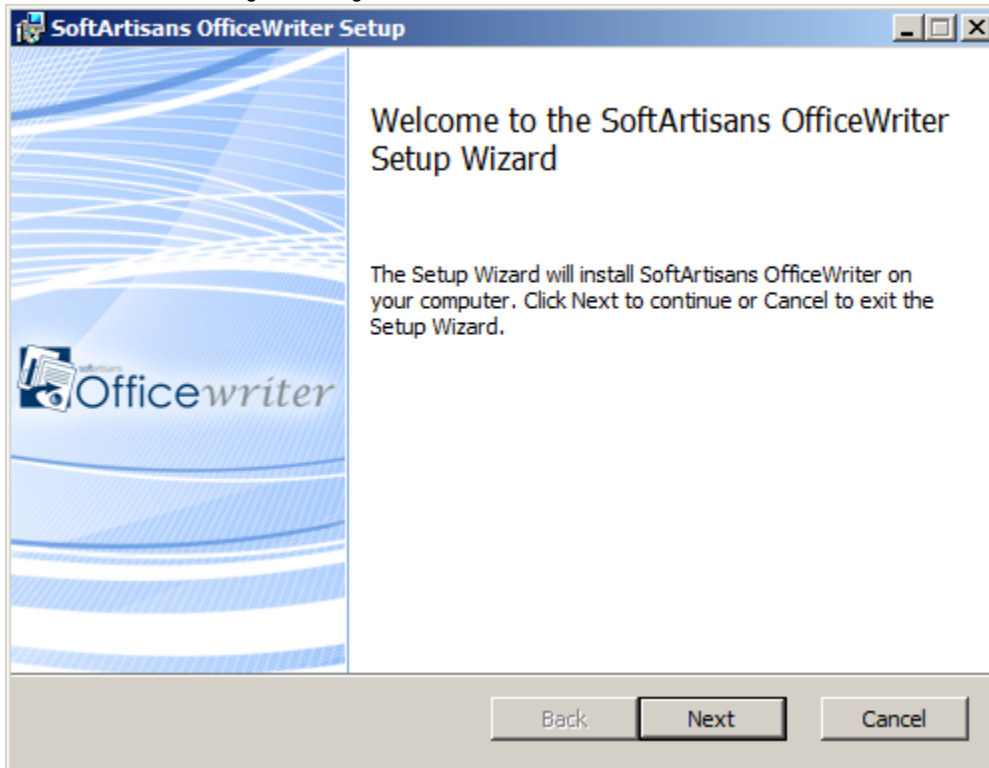 SoftArtisans OfficeWriter Setup
Welcome to the SoftArtisans OfficeWriter
Setup Wizard
The Setup Wizard will install SoftArtisans OfficeWriter on
your computer. Click Next to continue or Cancel to exit the
Setup Wizard.
softartisans
Officewriter
Back
Next
Cancel